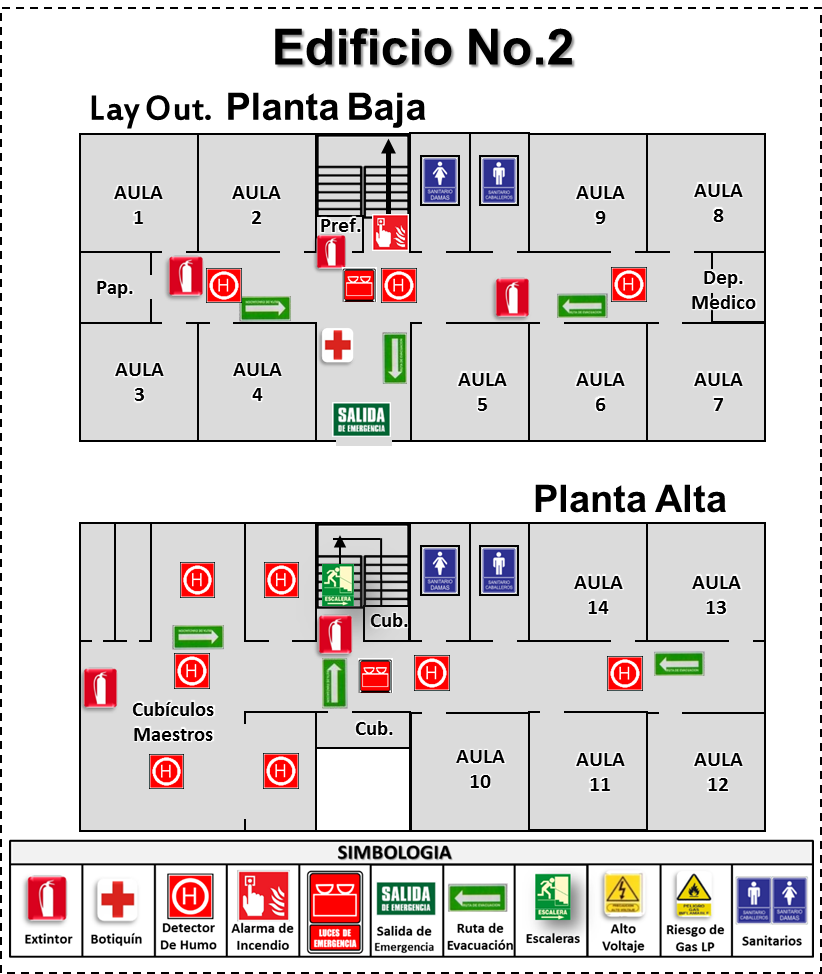 Edificio No.2
Lay Out. Planta Baja
AULA
1
AULA
2
Pref.
SANITARIO
DAMAS
SANITARIO
CABALLEROS
AULA
9
AULA
8
Pap.
Dep.
Medico
AULA
3
AULA
4
SALIDA
DE EMERGENCIA
AULA
5
AULA
6
AULA
7
Planta Alta
ESCALERA
SANITARIO
DAMAS
SANITARIO
CABALLEROS
AULA
14
AULA
13
Cub.
Cubículos
Maestros
Cub.
AULA
10
AULA
11
AULA
12
SIMBOLOGIA
Extintor
Botiquín
Detector
De Humo
Alarma de
Incendio
LUCES DE
EMERGENCIA
SALIDA
DE EMERGENCIA
Salida de
Emergencia
Ruta de
Evacuación
ESCALERA
Escaleras
Alto
Voltaje
PELIGRO
Riesgo de
Gas LP
SANITARIO
CABALLEROS
SANITARIO
DAMAS
Sanitarios